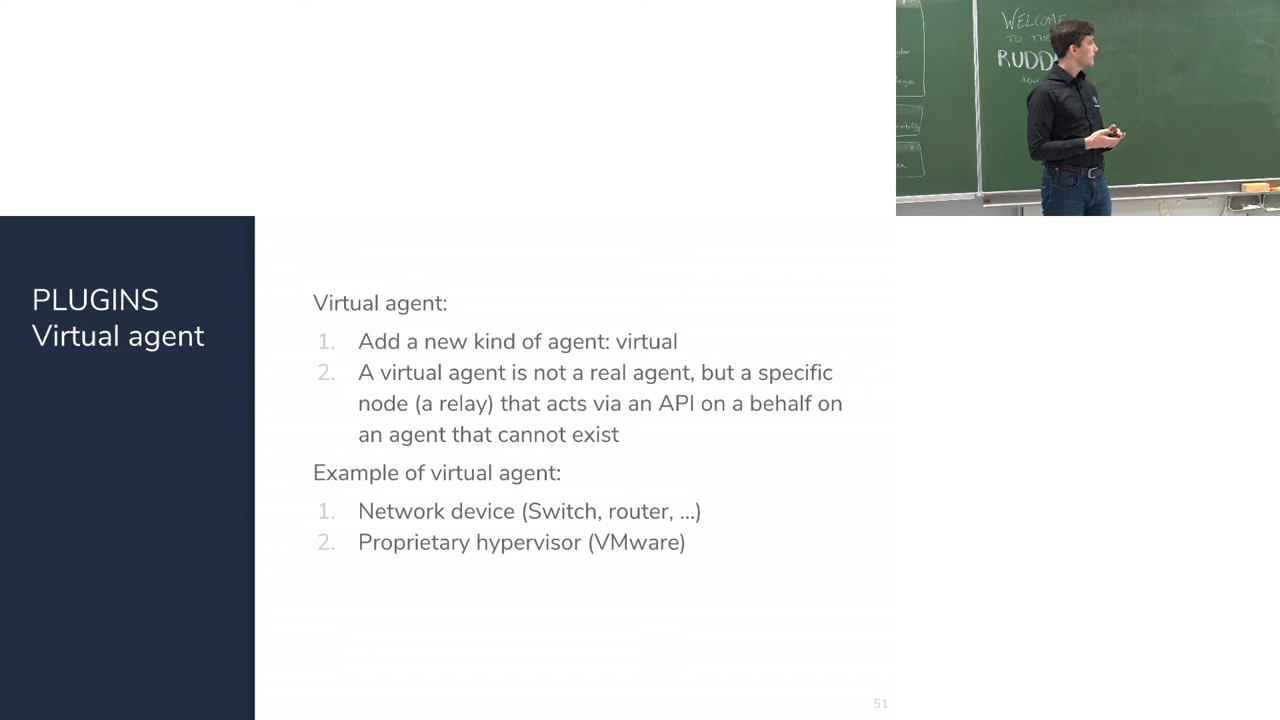 WELCOME
TO THE
RUDD
PLUGINS
Virtual agent
Virtual agent:
1. Add a new kind of agent: virtual
2. A virtual agent is not a real agent, but a specific
node (a relay) that acts via an API on a behalf on
an agent that cannot exist
Example of virtual agent:
1. Network device (Switch, router, ...)
2. Proprietary hypervisor (VMware)
51